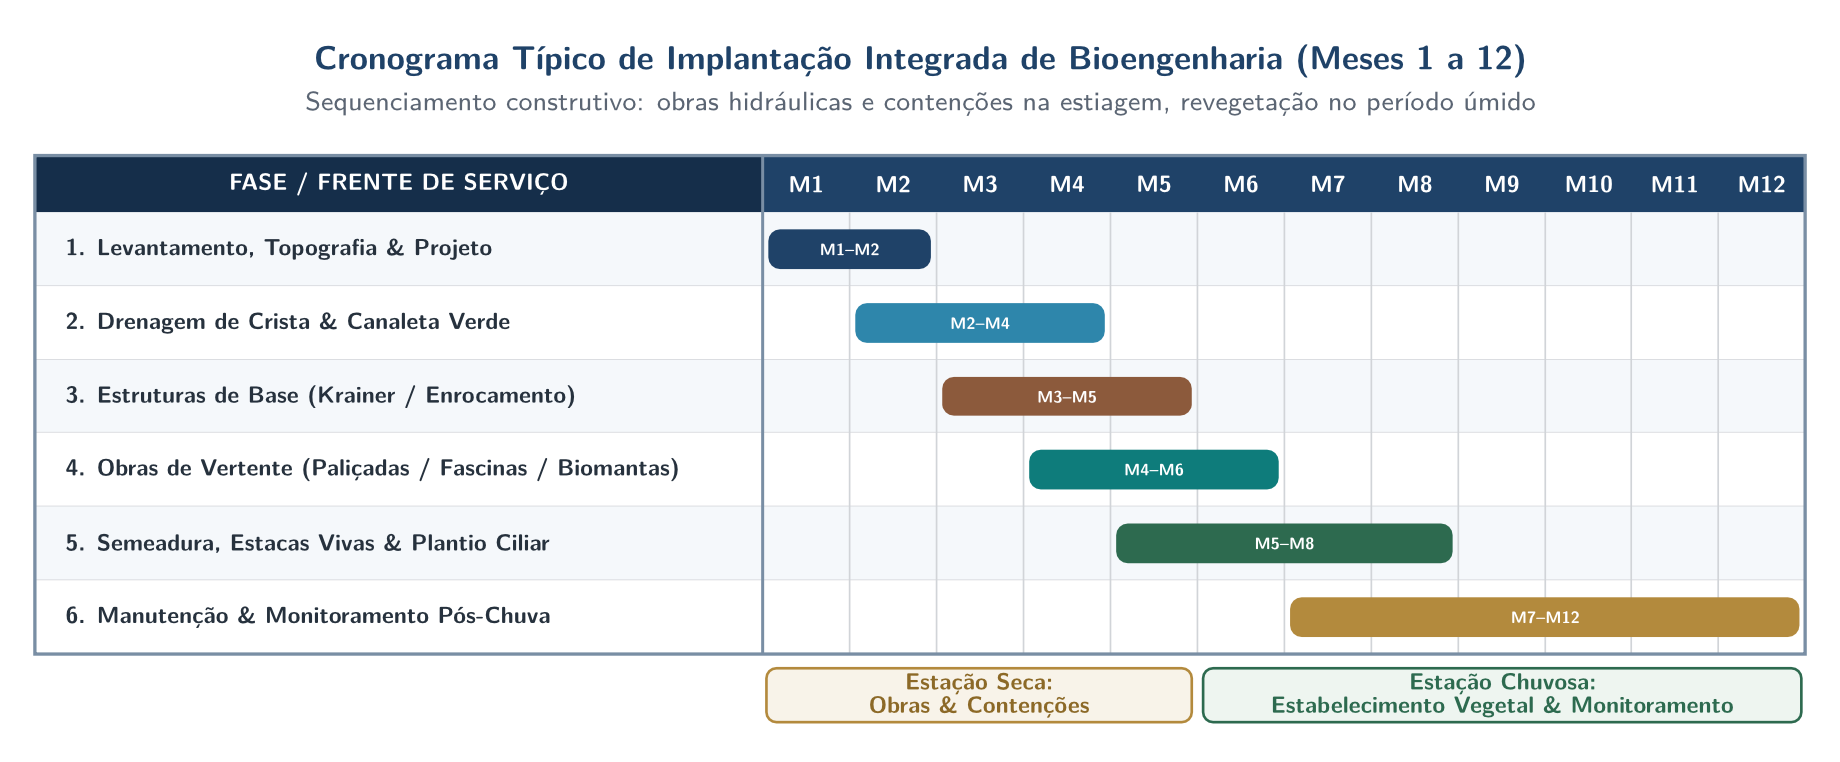 Cronograma Típico de Implantação Integrada de Bioengenharia (Meses 1 a 12)
Sequenciamento construtivo: obras hidráulicas e contenções na estiagem, revegetação no período úmido
FASE / FRENTE DE SERVIÇO M1 M2 M3 M4 M5 M6 M7 M8 M9 M10 M11 M12
1. Levantamento, Topografia & Projeto M1–M2
2. Drenagem de Crista & Canaleta Verde M2–M4
3. Estruturas de Base (Krainer / Enrocamento) M3–M5
4. Obras de Vertente (Paliçadas / Fascinas / Biomantas) M4–M6
5. Semeadura, Estacas Vivas & Plantio Ciliar M5–M8
6. Manutenção & Monitoramento Pós-Chuva M7–M12
Estação Seca:
Obras & Contenções
Estação Chuvosa:
Estabelecimento Vegetal & Monitoramento